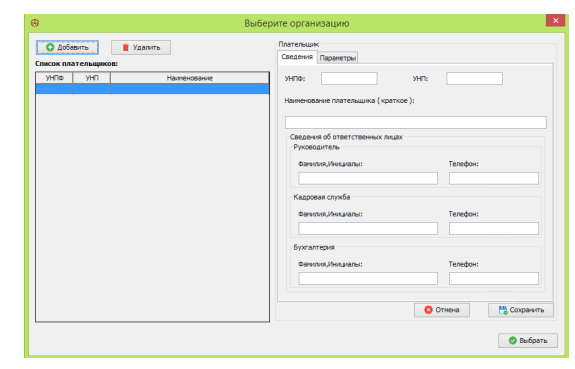 Выберите организацию
Добавить
Удалить
Список плательщиков:
УНПФ УНП Наименование
Плательщик
Сведения Параметры
УНПФ: УНП:
Наименование плательщика ( краткое ):
Сведения об ответственных лицах
Руководитель
Фамилия,Инициалы: Телефон:
Кадровая служба
Фамилия,Инициалы: Телефон:
Бухгалтерия
Фамилия,Инициалы: Телефон:
Отмена Сохранить
Выбрать